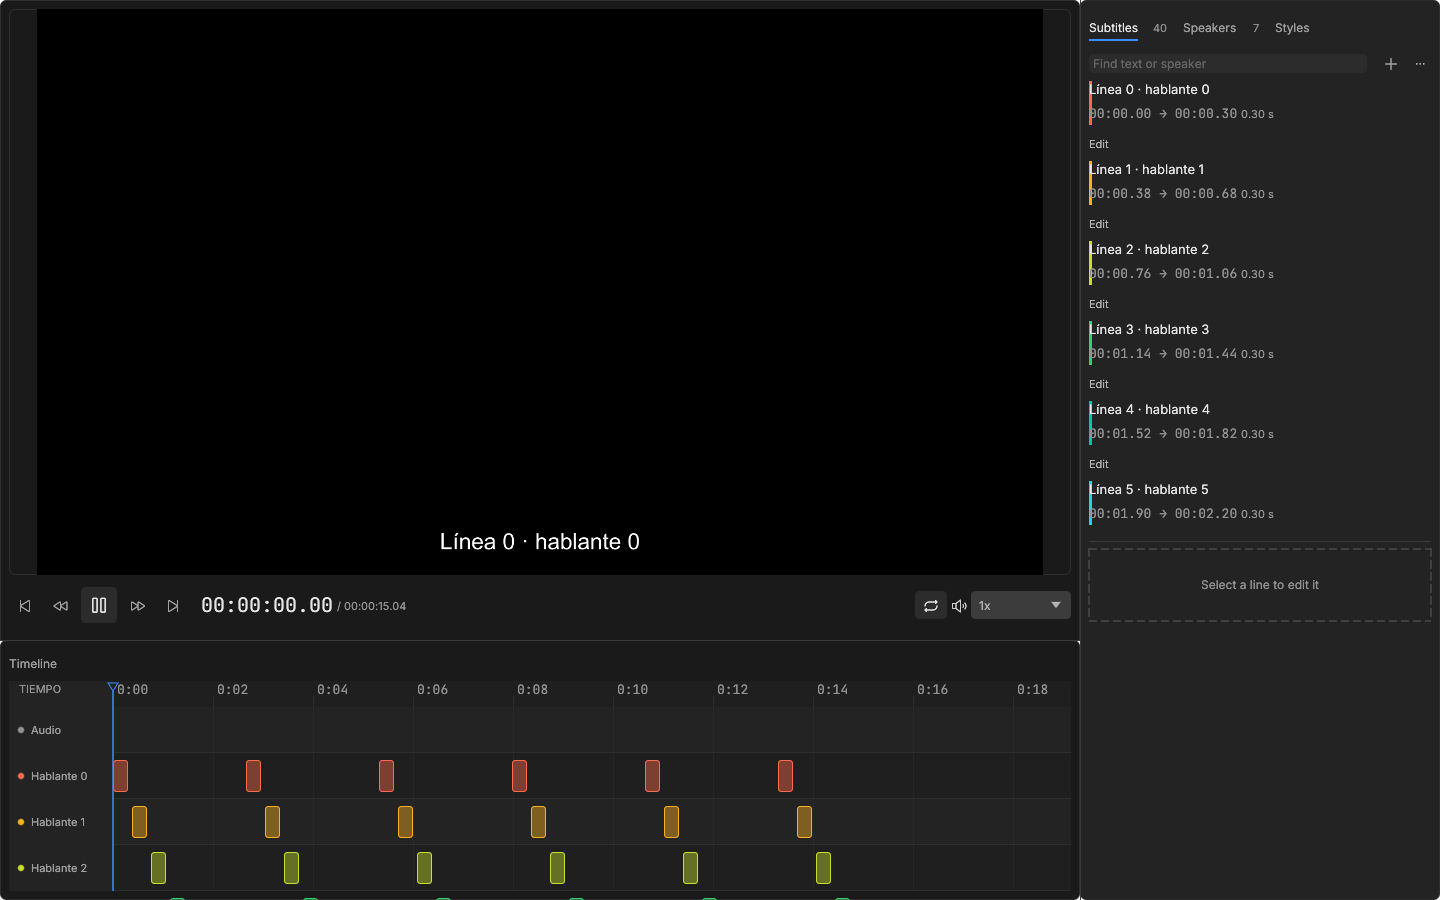 Línea 0 · hablante 0
00:00:00.00 / 00:00:15.04
1x
Timeline
TIEMPO 0:00 0:02 0:04 0:06 0:08 0:10 0:12 0:14 0:16 0:18
Audio
Hablante 0
Hablante 1
Hablante 2
Subtitles 40 Speakers 7 Styles
Find text or speaker
Línea 0 · hablante 0
00:00.00 → 00:00.30 0.30 s
Edit
Línea 1 · hablante 1
00:00.38 → 00:00.68 0.30 s
Edit
Línea 2 · hablante 2
00:00.76 → 00:01.06 0.30 s
Edit
Línea 3 · hablante 3
00:01.14 → 00:01.44 0.30 s
Edit
Línea 4 · hablante 4
00:01.52 → 00:01.82 0.30 s
Edit
Línea 5 · hablante 5
00:01.90 → 00:02.20 0.30 s
Select a line to edit it